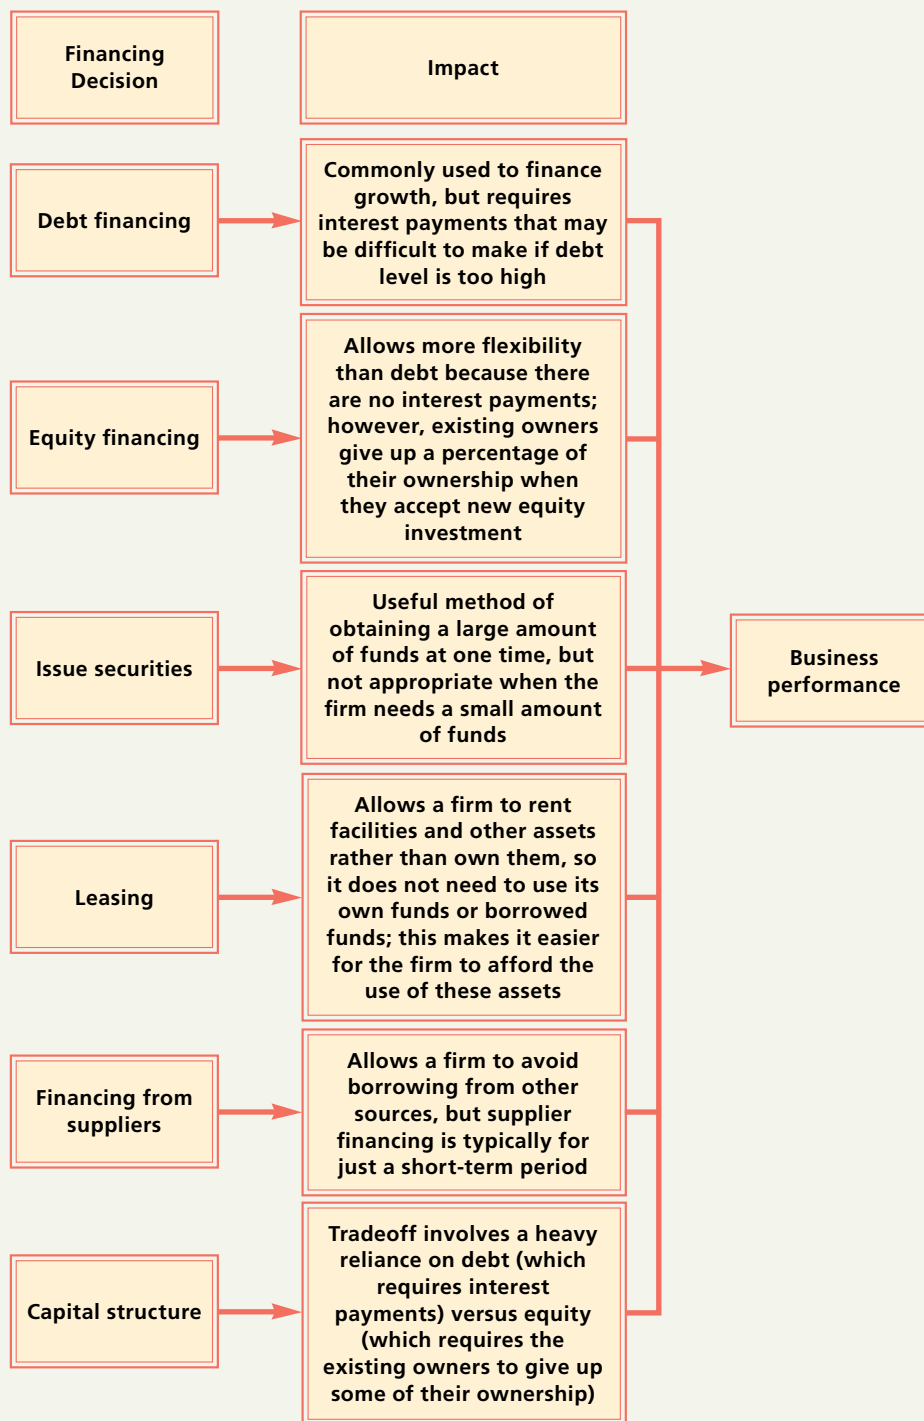 Financing
Decision
Impact
Debt financing
Commonly used to finance
growth, but requires
interest payments that may
be difficult to make if debt
level is too high
Equity financing
Allows more flexibility
than debt because there
are no interest payments;
however, existing owners
give up a percentage of
their ownership when
they accept new equity
investment
Issue securities
Useful method of
obtaining a large amount
of funds at one time, but
not appropriate when the
firm needs a small amount
of funds
Business
performance
Leasing
Allows a firm to rent
facilities and other assets
rather than own them, so
it does not need to use its
own funds or borrowed
funds; this makes it easier
for the firm to afford the
use of these assets
Financing from
suppliers
Allows a firm to avoid
borrowing from other
sources, but supplier
financing is typically for
just a short-term period
Capital structure
Tradeoff involves a heavy
reliance on debt (which
requires interest
payments) versus equity
(which requires the
existing owners to give up
some of their ownership)